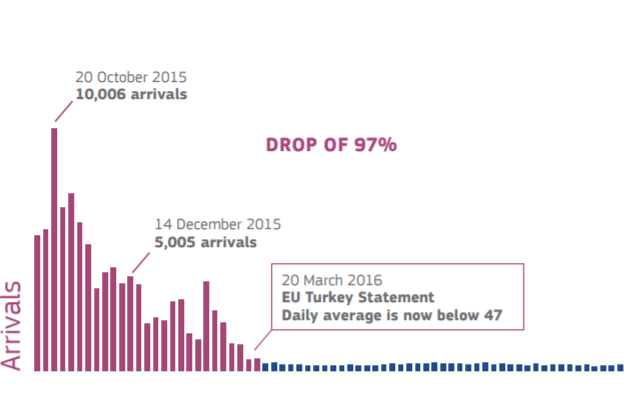 20 October 2015
10,006 arrivals
DROP OF 97%
14 December 2015
5,005 arrivals
20 March 2016
EU Turkey Statement
Daily average is now below 47
Arrivals